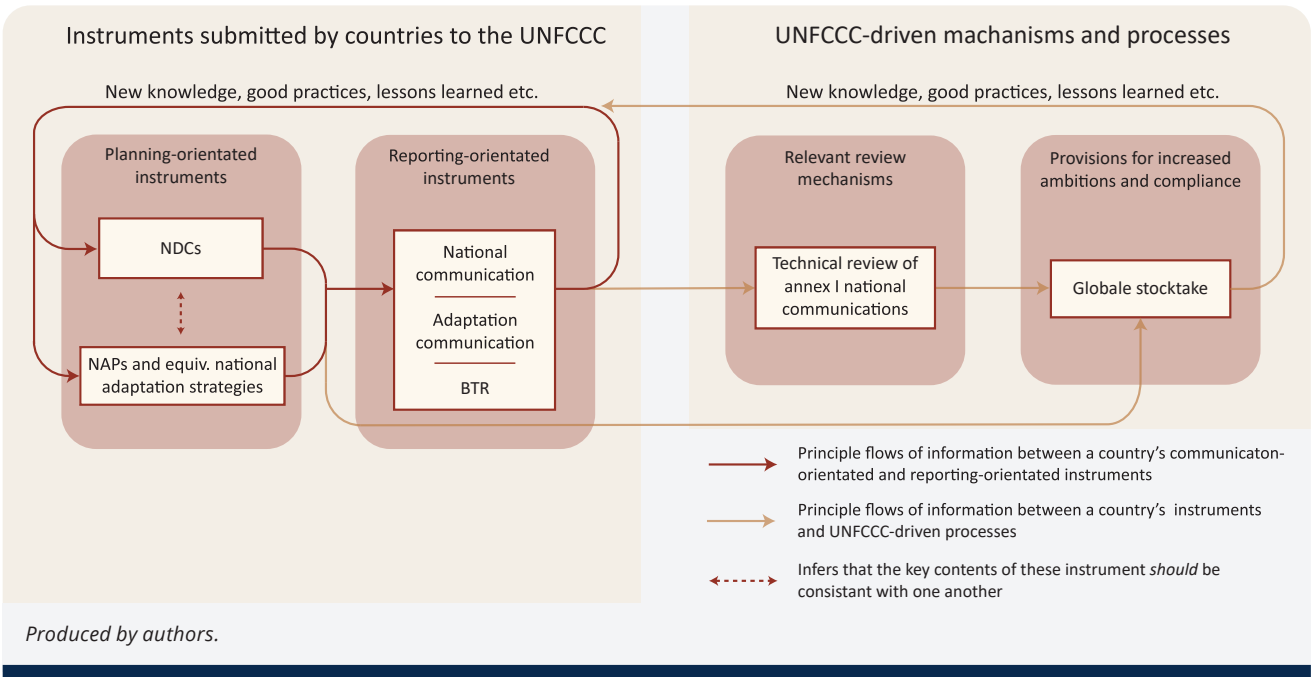 Instruments submitted by countries to the UNFCCC
New knowledge, good practices, lessons learned etc.
Planning-orientated
instruments
NDCs
NAPs and equiv. national
adaptation strategies
Reporting-orientated
instruments
National
communication
Adaptation
communication
BTR
UNFCCC-driven machanisms and processes
New knowledge, good practices, lessons learned etc.
Relevant review
mechanisms
Technical review of
annex I national
communications
Provisions for increased
ambitions and compliance
Globale stocktake
Principle flows of information between a country's communicaton-
orientated and reporting-orientated instruments
Principle flows of information between a country's instruments
and UNFCCC-driven processes
Infers that the key contents of these instrument should be
consistant with one another
Produced by authors.